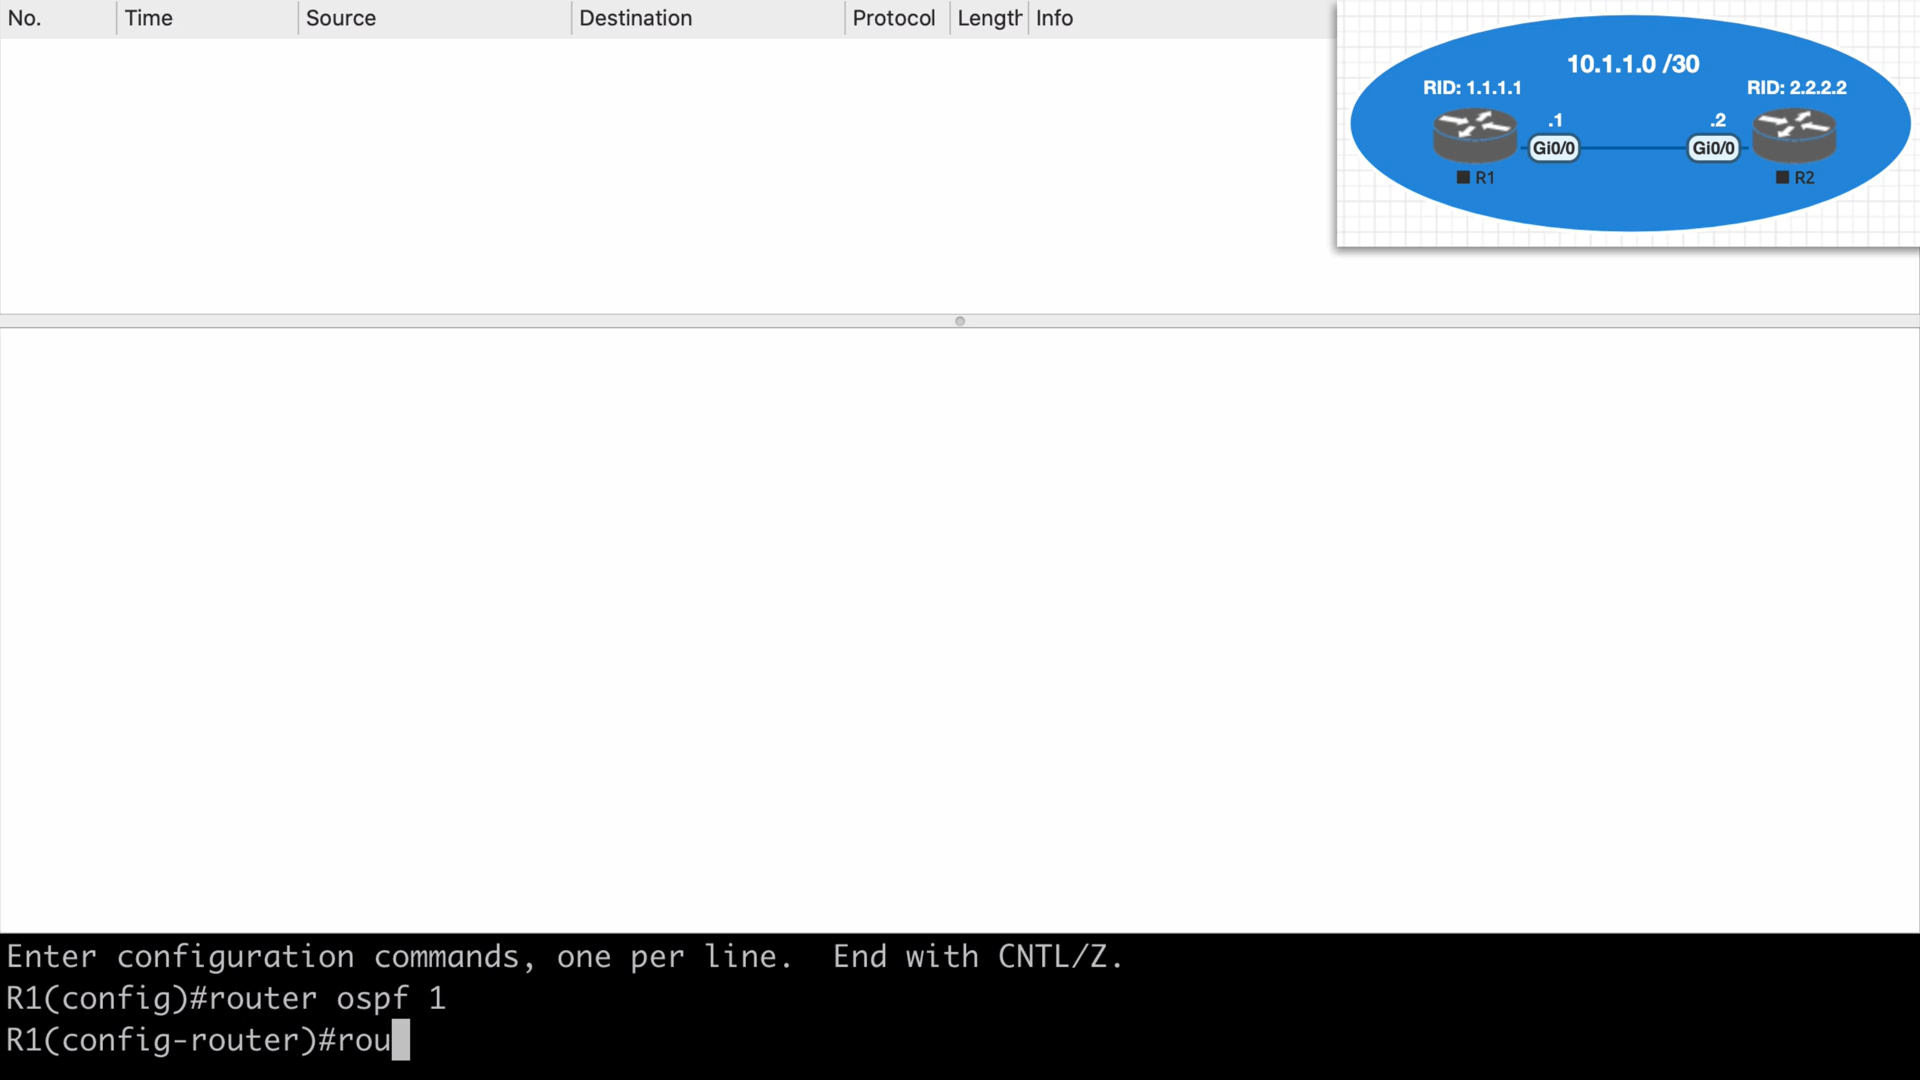 No. Time Source Destination Protocol Length Info
10.1.1.0 /30
RID: 1.1.1.1 RID: 2.2.2.2
.1 .2
Gi0/0 Gi0/0
R1 R2
Enter configuration commands, one per line.  End with CNTL/Z.
R1(config)#router ospf 1
R1(config-router)#rou